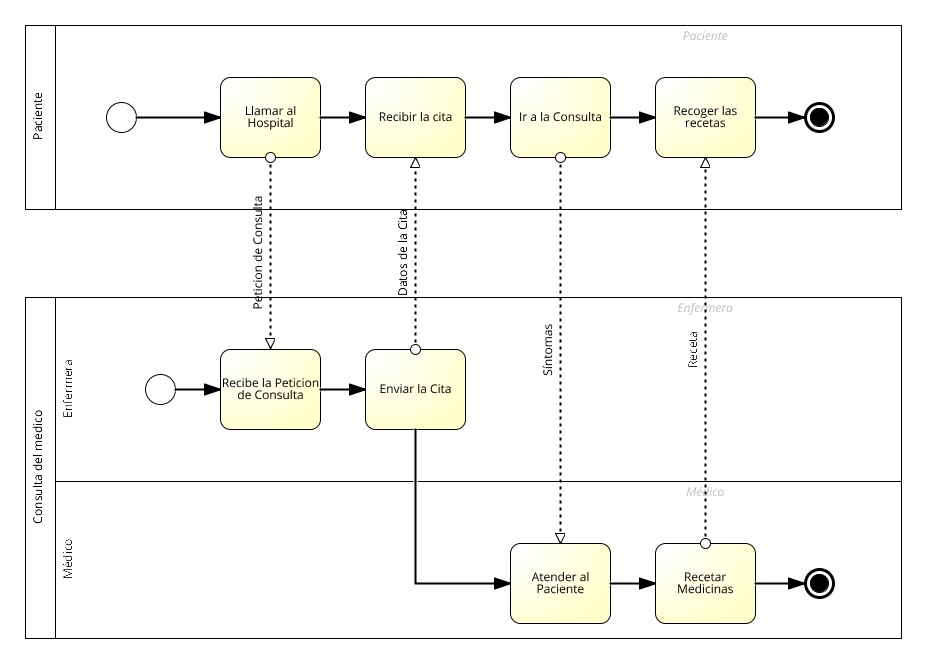 Paciente
Paciente
Llamar al
Hospital
Recibir la cita
Ir a la Consulta
Recoger las
recetas
Peticion de Consulta
Datos de la Cita
Síntomas
Receta
Consulta del medico
Enfermera
Enfermera
Recibe la Peticion
de Consulta
Enviar la Cita
Médico
Médico
Atender al
Paciente
Recetar
Medicinas